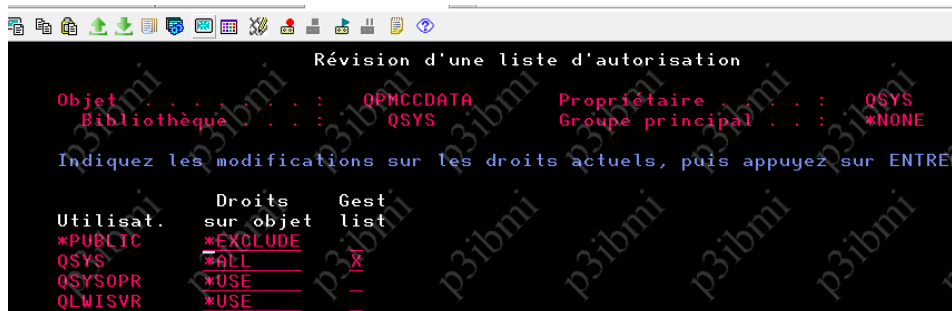 Révision d'une liste d'autorisation
Objet . . . . . . . : QPMCCDATA Propriétaire . . . . : QSYS
Bibliothèque . . . : QSYS Groupe principal . . : *NONE
Indiquez les modifications sur les droits actuels, puis appuyez sur ENTRE
Droits Gest
Utilisat. sur objet list
*PUBLIC *EXCLUDE _
QSYS *ALL X
QSYSOPR *USE _
QLWISVR *USE _
p3ibmi